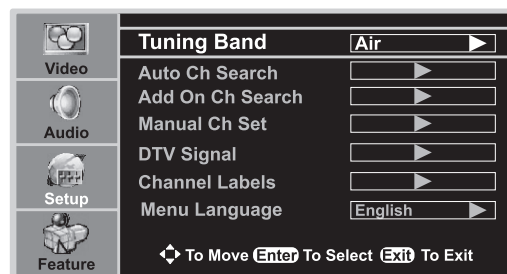 Video
Audio
Setup
Feature
Tuning Band Air
Auto Ch Search
Add On Ch Search
Manual Ch Set
DTV Signal
Channel Labels
Menu Language English
To Move Enter To Select Exit To Exit